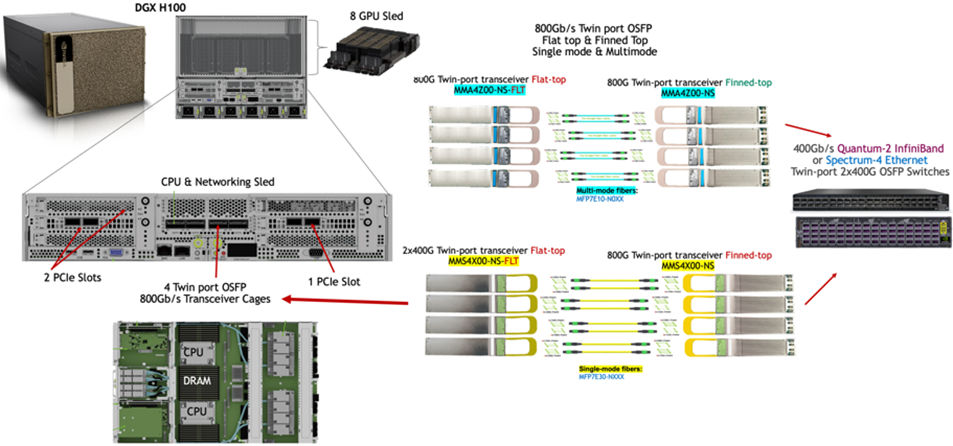 DGX H100
8 GPU Sled
800Gb/s Twin port OSFP
Flat top & Finned Top
Single mode & Multimode
800G Twin-port transceiver Flat-top
MMA4Z00-NS-FLT
800G Twin-port transceiver Finned-top
MMA4Z00-NS
Multi-mode fibers:
MFP7E10-N0XX
400Gb/s Quantum-2 InfiniBand
or Spectrum-4 Ethernet
Twin-port 2x400G OSFP Switches
CPU & Networking Sled
2 PCIe Slots
1 PCIe Slot
4 Twin port OSFP
800Gb/s Transceiver Cages
2x400G Twin-port transceiver Flat-top
MMS4X00-NS-FLT
800G Twin-port transceiver Finned-top
MMS4X00-NS
Single-mode fibers:
MFP7E30-NXXX
CPU
DRAM
CPU